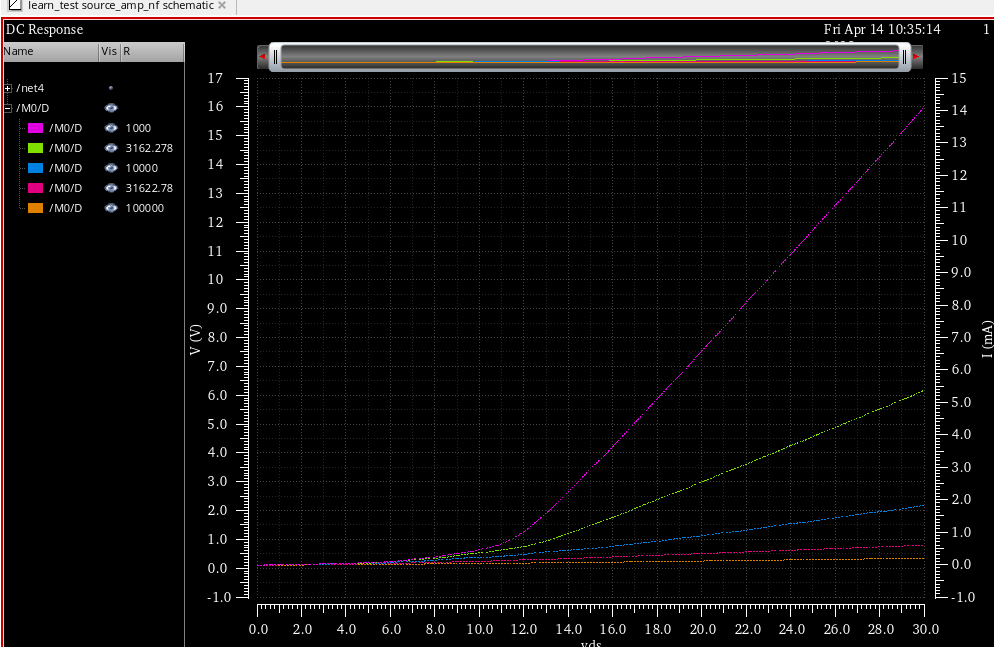 learn_test source_amp_nf schematic ×
DC Response
Fri Apr 14 10:35:14
1
Name Vis R
/net4
/M0/D
/M0/D 1000
/M0/D 3162.278
/M0/D 10000
/M0/D 31622.78
/M0/D 100000
V (V)
17
16
15
14
13
12
11
10
9.0
8.0
7.0
6.0
5.0
4.0
3.0
2.0
1.0
0.0
-1.0
15
14
13
12
11
10
9.0
8.0
7.0
6.0
5.0
4.0
3.0
2.0
1.0
0.0
-1.0
I (mA)
0.0 2.0 4.0 6.0 8.0 10.0 12.0 14.0 16.0 18.0 20.0 22.0 24.0 26.0 28.0 30.0
vds